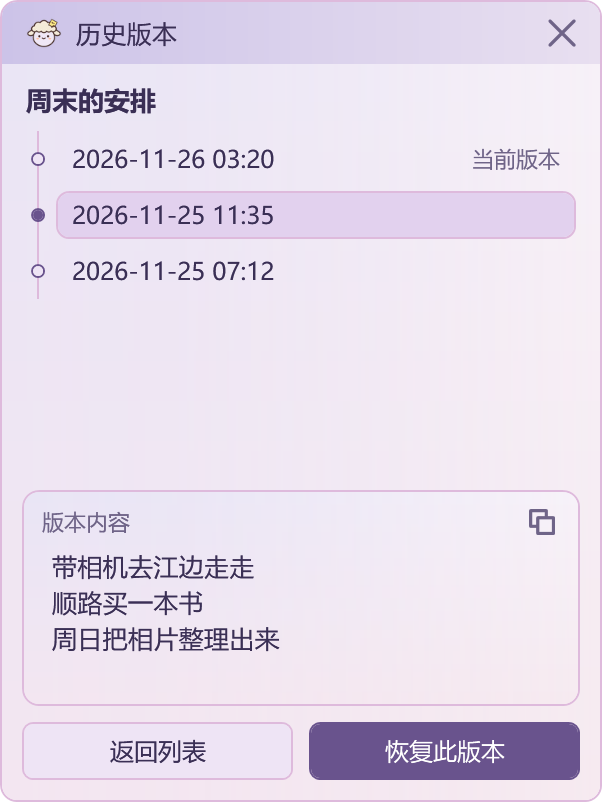 历史版本
周末的安排
2026-11-26 03:20 当前版本
2026-11-25 11:35
2026-11-25 07:12
版本内容
带相机去江边走走
顺路买一本书
周日把相片整理出来
返回列表 恢复此版本